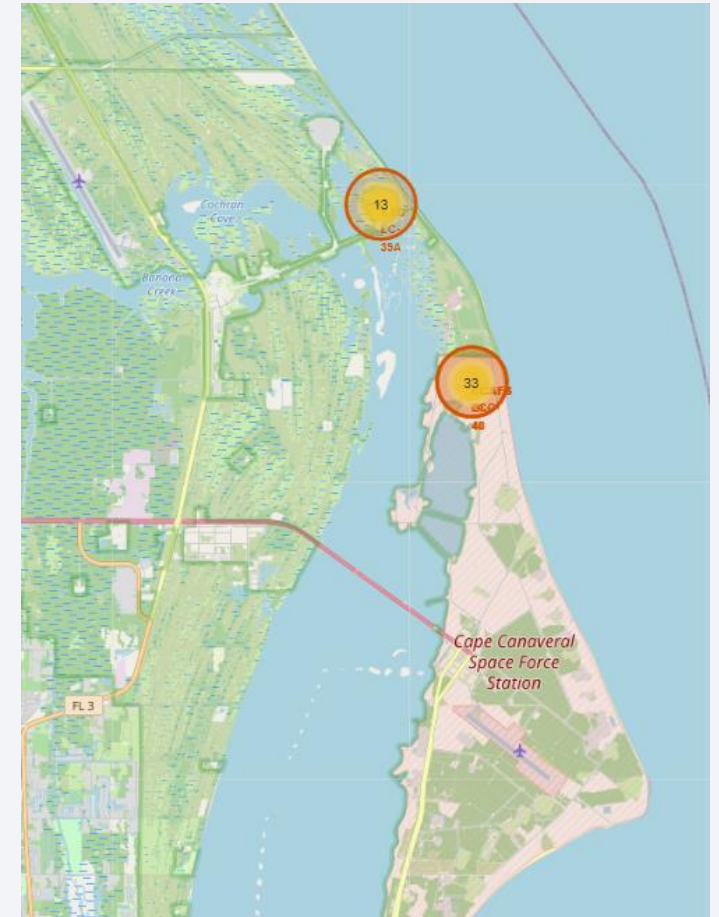 Cochran
Cove
13
39A
Banana
Creek
33
40
Cape Canaveral
Space Force
Station
FL 3